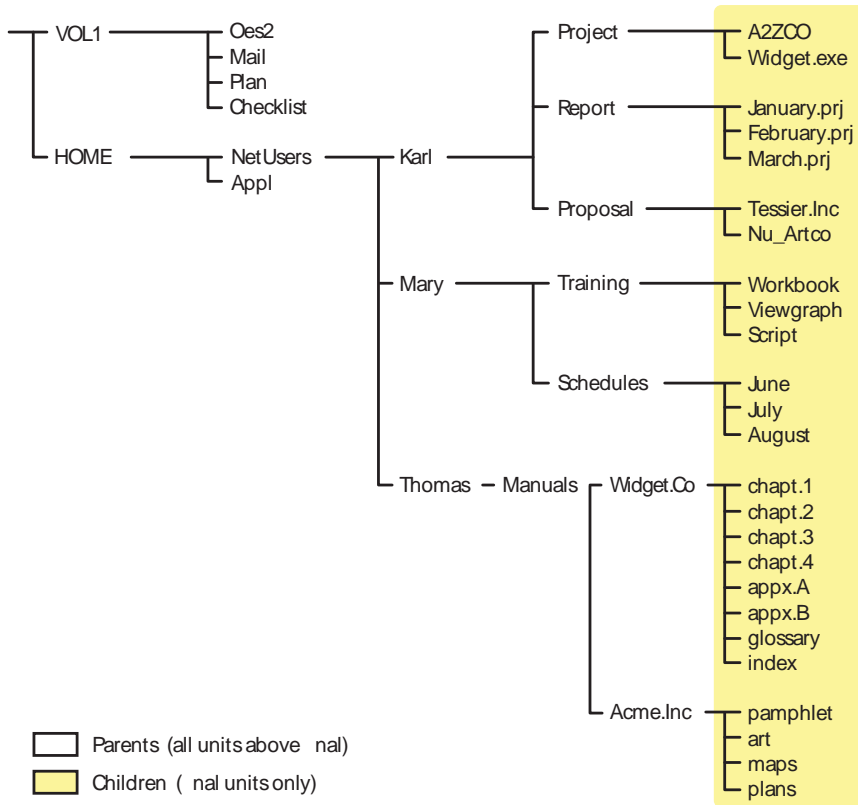 VOL1
Oes2
Mail
Plan
Checklist
HOME
NetUsers
Appl
Karl
Project
A2ZCO
Widget.exe
Report
January.prj
February.prj
March.prj
Proposal
Tessier.Inc
Nu_Artco
Mary
Training
Workbook
Viewgraph
Script
Schedules
June
July
August
Thomas
Manuals
Widget.Co
chapt.1
chapt.2
chapt.3
chapt.4
appx.A
appx.B
glossary
index
Acme.Inc
pamphlet
art
maps
plans
Parents (all units above nal)
Children ( nal units only)